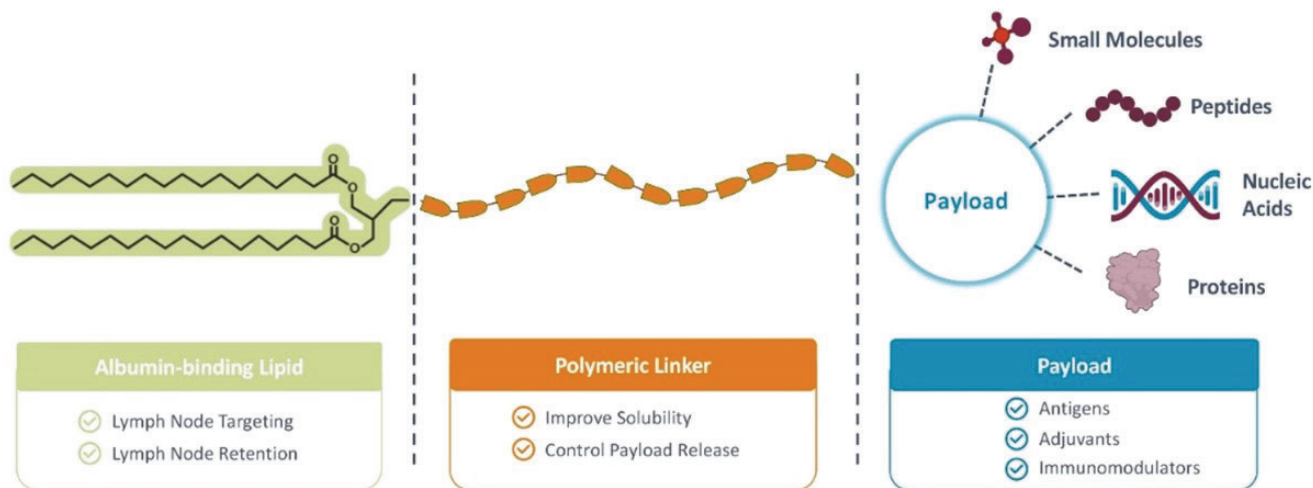 Small Molecules
Peptides
Nucleic
Acids
Proteins
Payload
O
O
O
O
Albumin-binding Lipid
Lymph Node Targeting
Lymph Node Retention
Polymeric Linker
Improve Solubility
Control Payload Release
Payload
Antigens
Adjuvants
Immunomodulators